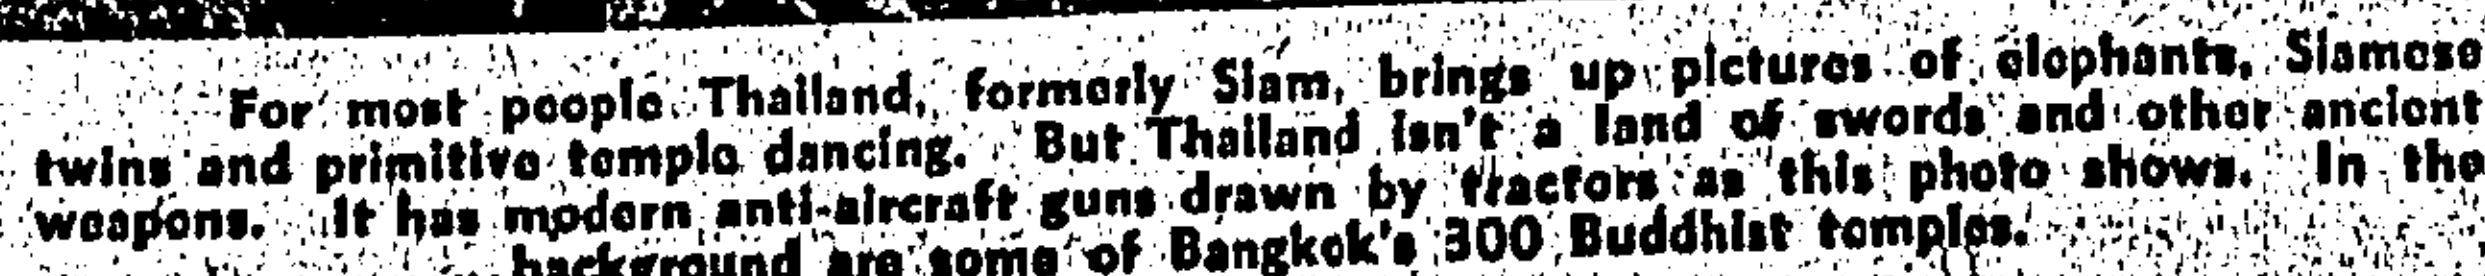 For most people Thailand, formerly Siam, brings up pictures of elephants, Siamese
twins and primitive temple dancing. But Thailand isn't a land of swords and other ancient
weapons. It has modern anti-aircraft guns drawn by tractors as this photo shows. In the
background are some of Bangkok's 300 Buddhist temples.